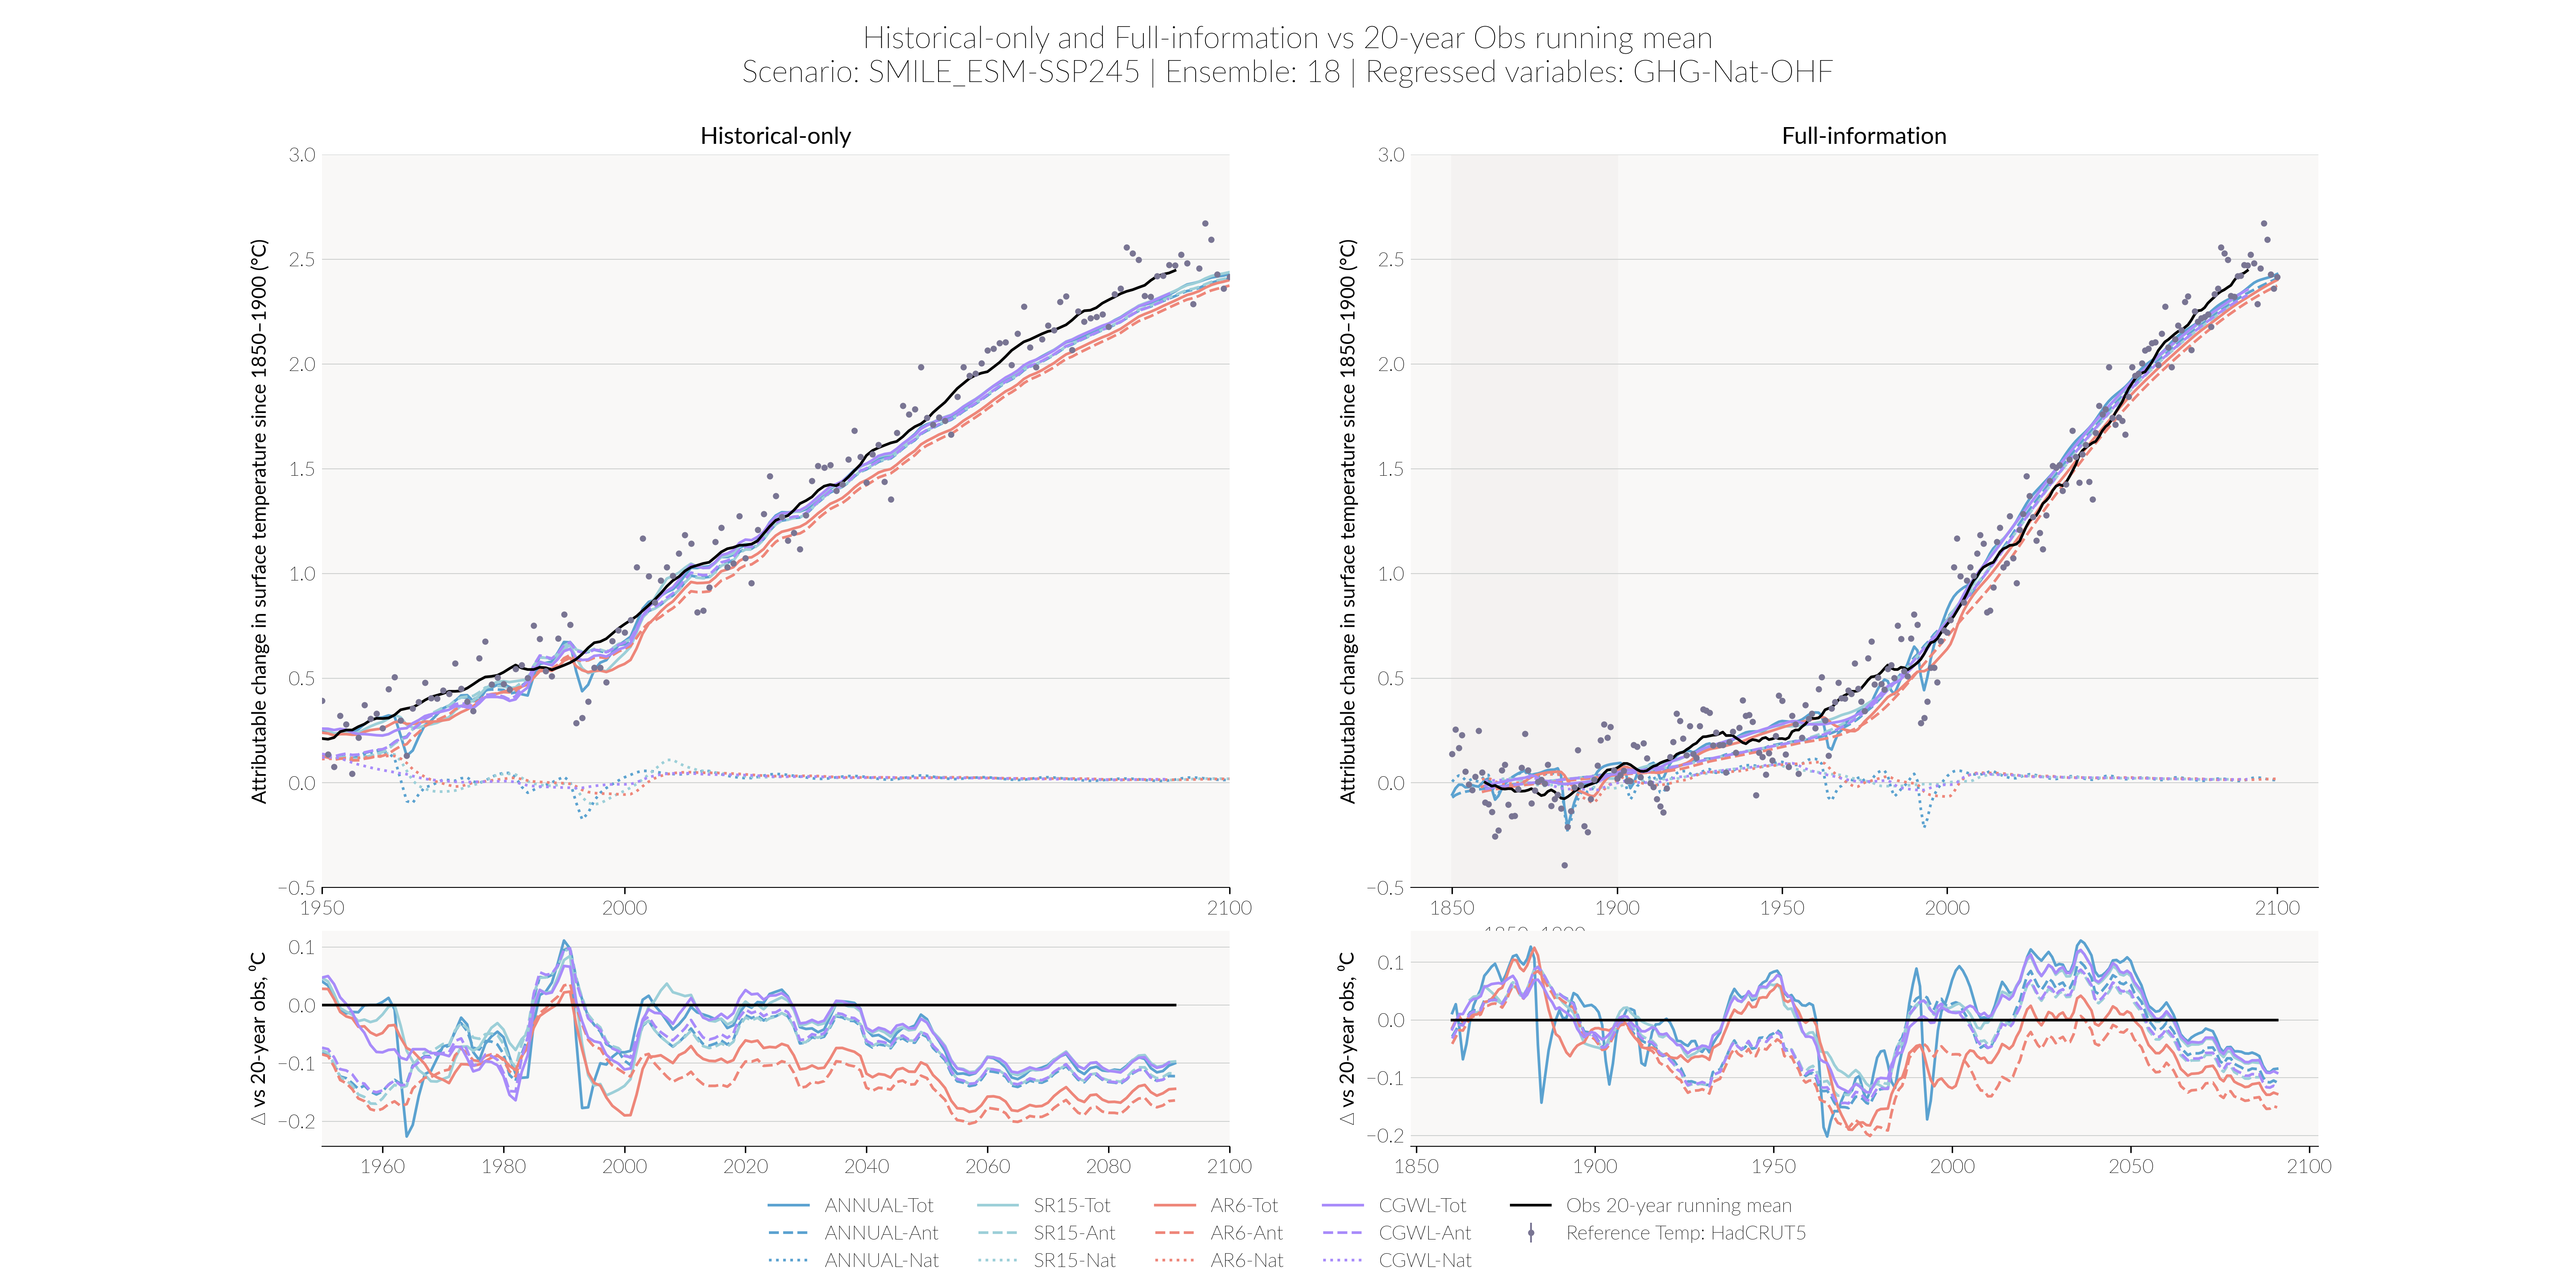 Historical-only and Full-information vs 20-year Obs running mean
Scenario: SMILE_ESM-SSP245 | Ensemble: 18 | Regressed variables: GHG-Nat-OHF
Historical-only
Attributable change in surface temperature since 1850–1900 (°C)
3.0
2.5
2.0
1.5
1.0
0.5
0.0
−0.5
1950 2000 2100
Full-information
Attributable change in surface temperature since 1850–1900 (°C)
3.0
2.5
2.0
1.5
1.0
0.5
0.0
−0.5
1850 1900 1950 2000 2100
Δ vs 20-year obs, ⁰C
0.1
0.0
−0.1
−0.2
1960 1980 2000 2020 2040 2060 2080 2100
Δ vs 20-year obs, ⁰C
0.1
0.0
−0.1
−0.2
1850 1900 1950 2000 2050 2100
ANNUAL-Tot SR15-Tot AR6-Tot CGWL-Tot Obs 20-year running mean
ANNUAL-Ant SR15-Ant AR6-Ant CGWL-Ant Reference Temp: HadCRUT5
ANNUAL-Nat SR15-Nat AR6-Nat CGWL-Nat